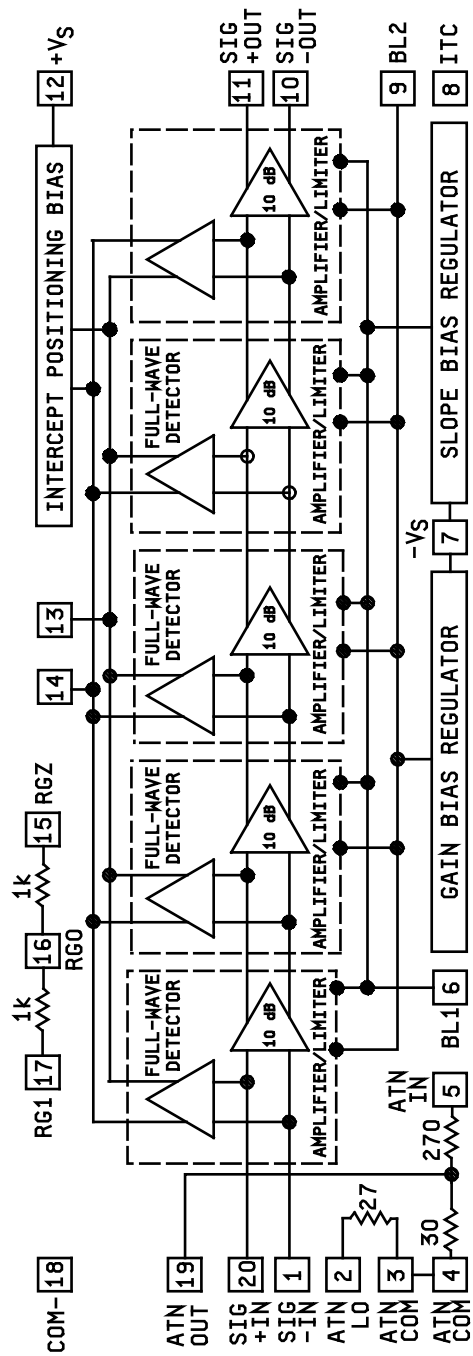 COM- 18
RG1 17
1k
16
RG0
1k
15 RGZ
14
13
INTERCEPT POSITIONING BIAS
12 +VS
FULL-WAVE
DETECTOR
FULL-WAVE
DETECTOR
FULL-WAVE
DETECTOR
FULL-WAVE
DETECTOR
ATN
OUT
19
SIG
+IN
20
10 dB
10 dB
10 dB
10 dB
10 dB
11
SIG
+OUT
SIG
-IN
1
10
SIG
-OUT
AMPLIFIER/LIMITER
AMPLIFIER/LIMITER
AMPLIFIER/LIMITER
AMPLIFIER/LIMITER
AMPLIFIER/LIMITER
ATN
LO
2
27
ATN
COM
3
9 BL2
ATN
COM
4
30
270
5
ATN
IN
BL1 6
GAIN BIAS REGULATOR
-VS
7
SLOPE BIAS REGULATOR
8 ITC